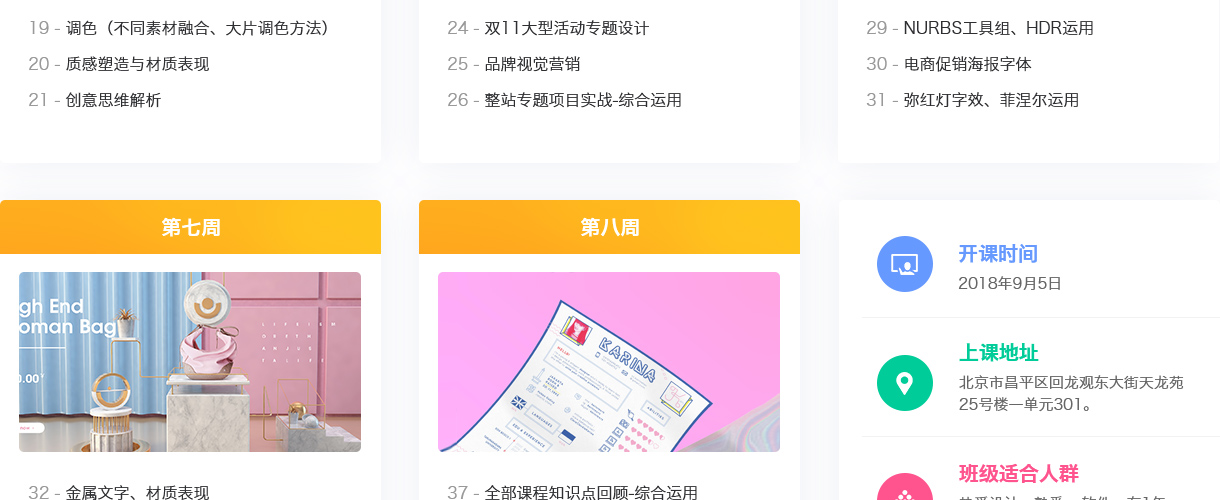 19 - 调色（不同素材融合、大片调色方法）
20 - 质感塑造与材质表现
21 - 创意思维解析
24 - 双11大型活动专题设计
25 - 品牌视觉营销
26 - 整站专题项目实战-综合运用
29 - NURBS工具组、HDR运用
30 - 电商促销海报字体
31 - 弥红灯字效、菲涅尔运用
第七周
gh End
oman Bag
32 - 金属文字、材质表现
第八周
KARINA
HELLO!
LANGUAGES
ABILITIES
37 - 全部课程知识点回顾-综合运用
开课时间
2018年9月5日
上课地址
北京市昌平区回龙观东大街天龙苑
25号楼一单元301。
班级适合人群